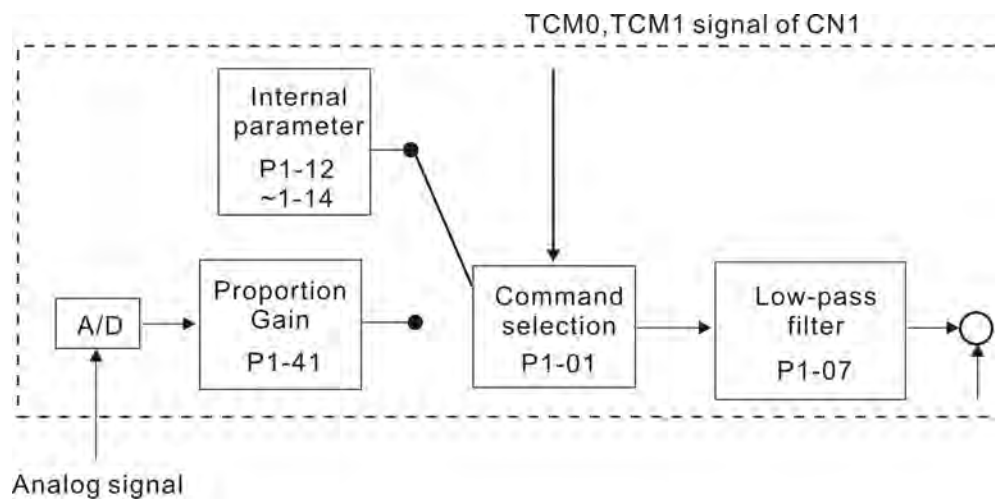 TCM0,TCM1 signal of CN1
Internal
parameter
P1-12
~1-14
A/D
Proportion
Gain
P1-41
Command
selection
P1-01
Low-pass
filter
P1-07
Analog signal